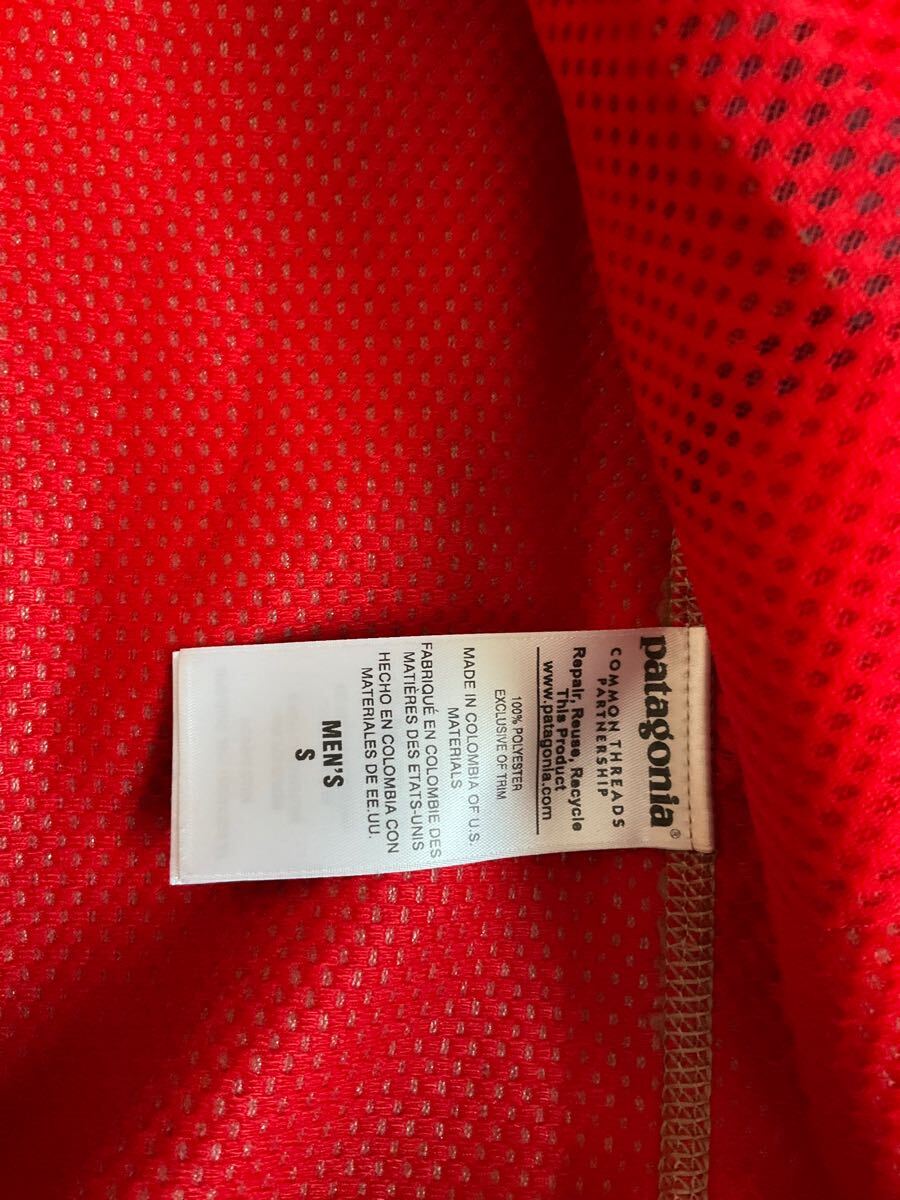 patagonia®
COMMON THREADS
PARTNERSHIP
Repair, Reuse, Recycle
This Product
www.patagonia.com
100% POLYESTER
EXCLUSIVE OF TRIM
MADE IN COLOMBIA OF U.S.
MATERIALS
FABRIQUÉ EN COLOMBIE DES
MATIÈRES DES ETATS-UNIS
HECHO EN COLOMBIA CON
MATERIALES DE EE.UU.
MEN'S
S